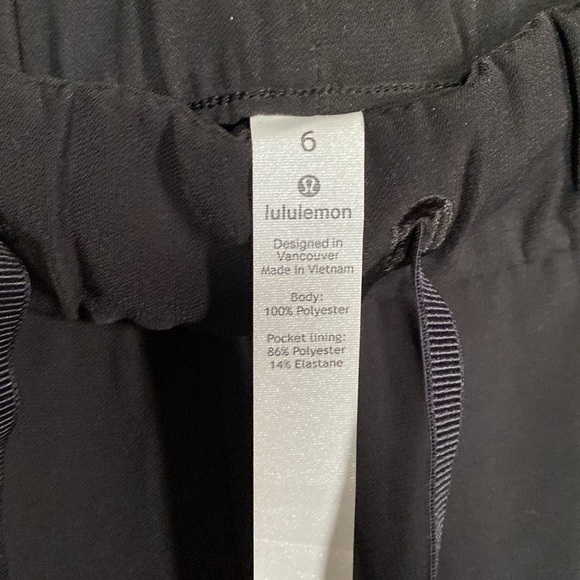 6
lululemon
Designed in
Vancouver
Made in Vietnam
Body:
100% Polyester
Pocket lining:
86% Polyester
14% Elastane